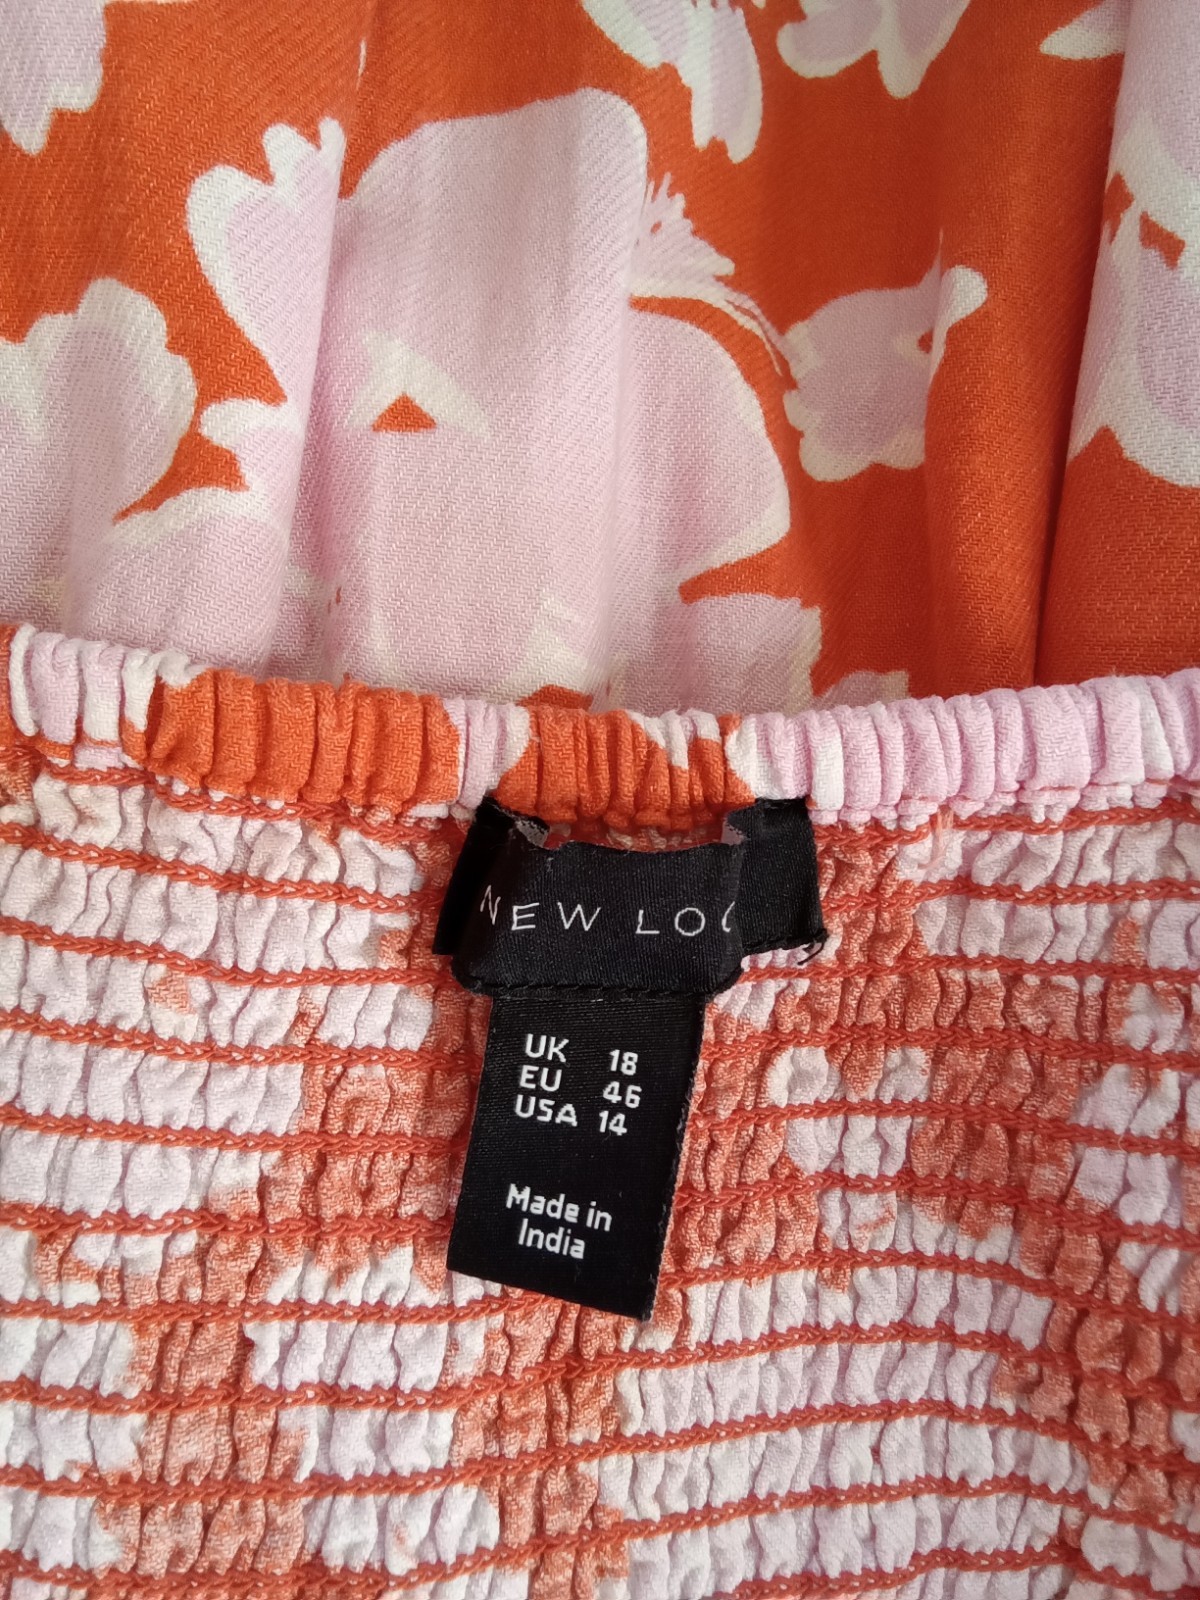 NEW LOO
UK 18
EU 46
USA 14
Made in
India